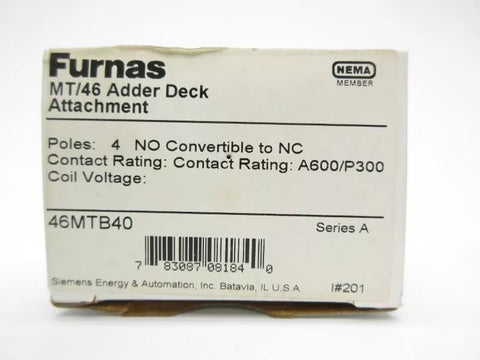 Furnas
NEMA
MEMBER
MT/46 Adder Deck
Attachment
Poles: 4 NO Convertible to NC
Contact Rating: Contact Rating: A600/P300
Coil Voltage:
46MTB40
Series A
7 83087 08184 0
Siemens Energy & Automation, Inc. Batavia, IL U.S.A
I#201